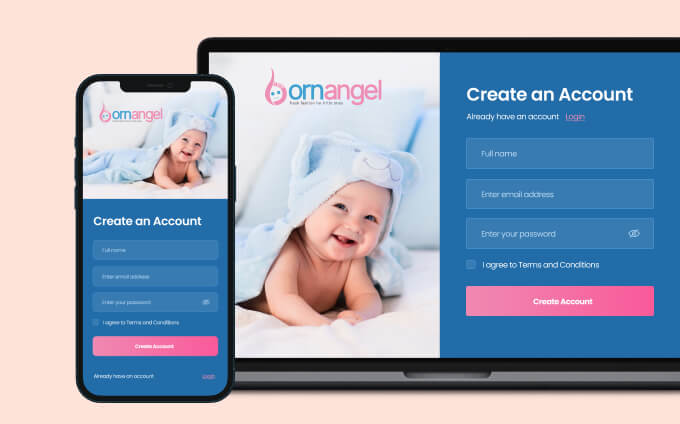 bornangel
Create an Account
Full name
Enter email address
Enter your password
I agree to Terms and Conditions
Create Account
Already have an account Login
bornangel
fresh fashion for little ones
Create an Account
Already have an account Login
Full name
Enter email address
Enter your password
I agree to Terms and Conditions
Create Account